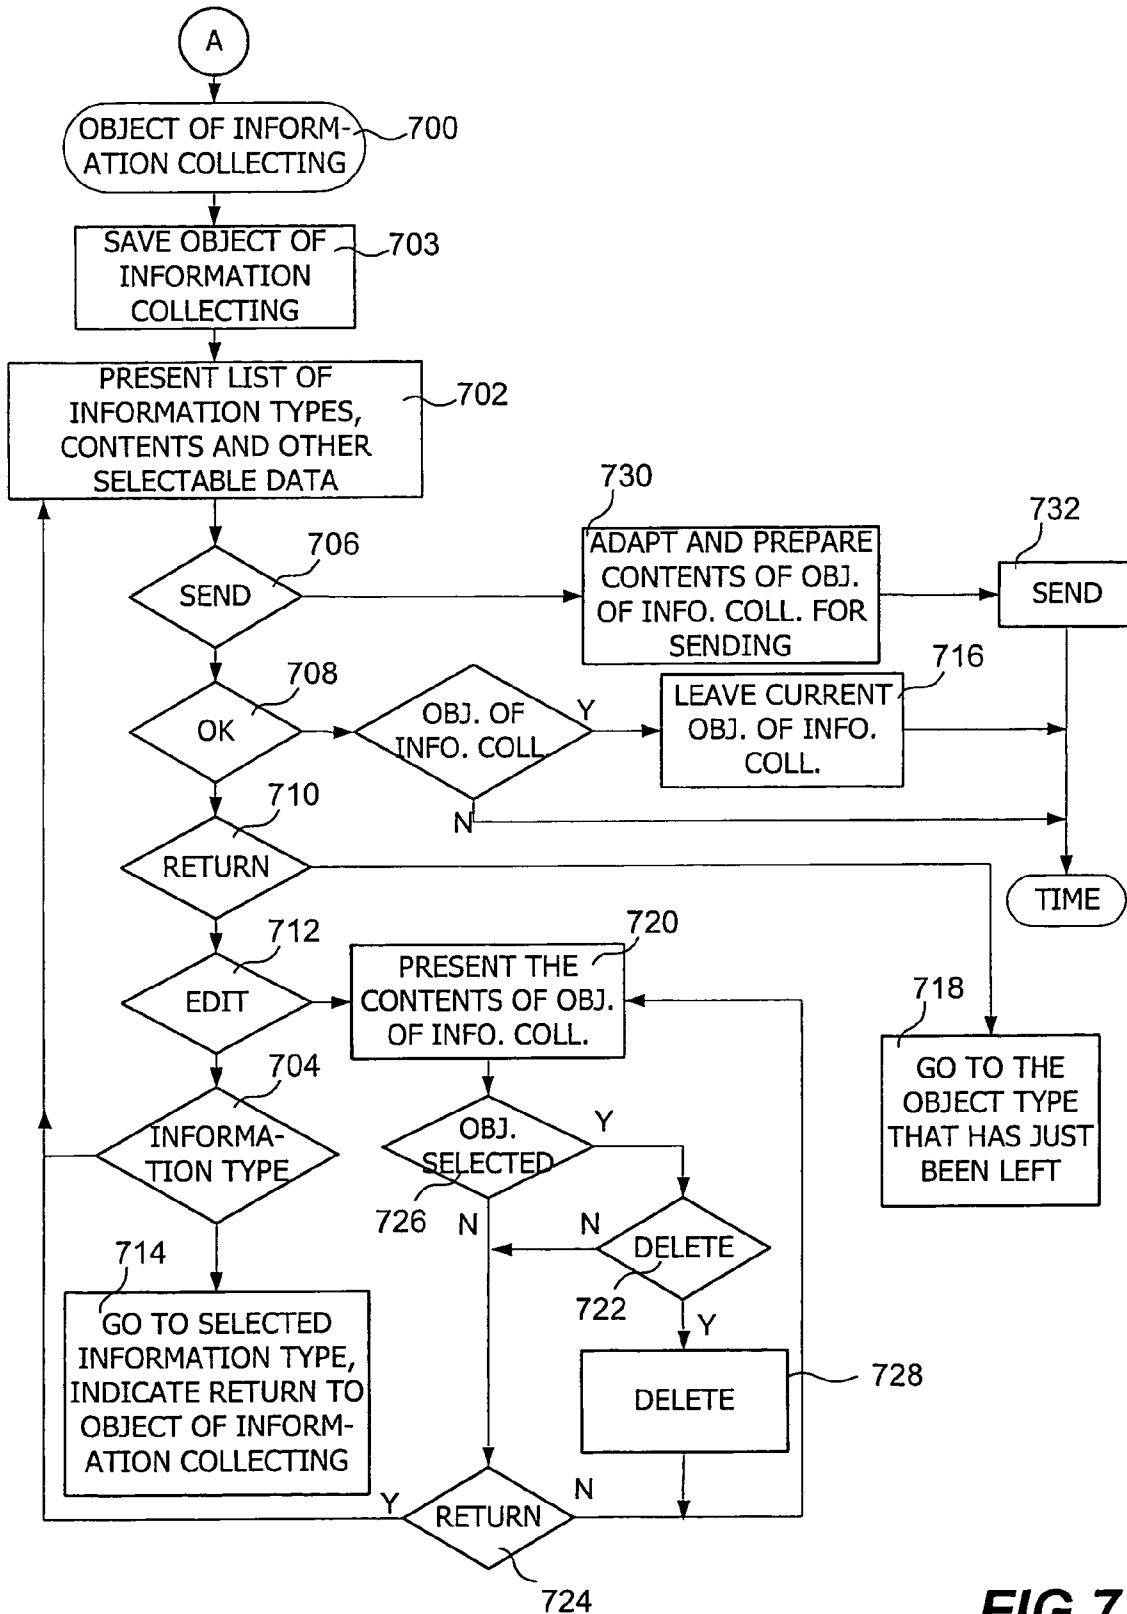 A
OBJECT OF INFORM-
ATION COLLECTING
700
SAVE OBJECT OF
INFORMATION
COLLECTING
703
PRESENT LIST OF
INFORMATION TYPES,
CONTENTS AND OTHER
SELECTABLE DATA
702
SEND
706
730
ADAPT AND PREPARE
CONTENTS OF OBJ.
OF INFO. COLL. FOR
SENDING
732
SEND
OK
708
OBJ. OF
INFO. COLL.
Y
N
716
LEAVE CURRENT
OBJ. OF INFO.
COLL.
TIME
RETURN
710
718
GO TO THE
OBJECT TYPE
THAT HAS JUST
BEEN LEFT
EDIT
712
720
PRESENT THE
CONTENTS OF OBJ.
OF INFO. COLL.
INFORMA-
TION TYPE
704
OBJ.
SELECTED
726
Y
N
DELETE
722
N
Y
DELETE
728
714
GO TO SELECTED
INFORMATION TYPE,
INDICATE RETURN TO
OBJECT OF INFORM-
ATION COLLECTING
RETURN
724
Y
N
FIG 7